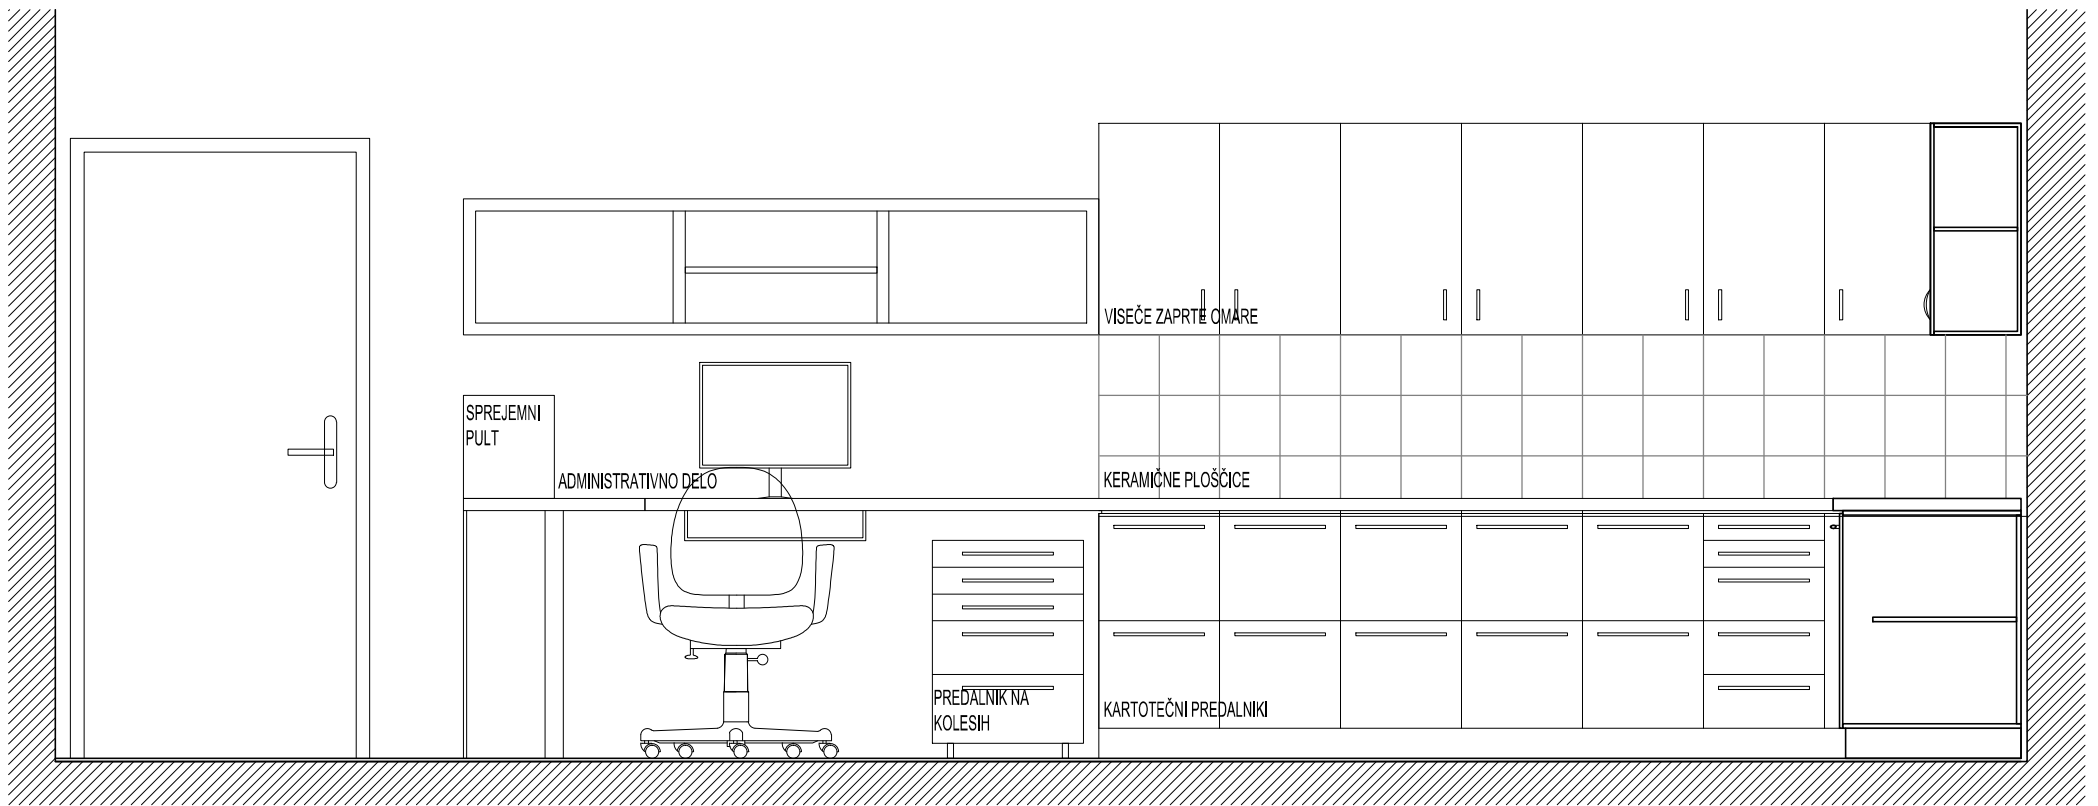 VISEČE ZAPRTE OMARE
SPREJEMNI
PULT
ADMINISTRATIVNO DELO
KERAMIČNE PLOŠČICE
PREDALNIK NA
KOLESIH
KARTOTEČNI PREDALNIKI